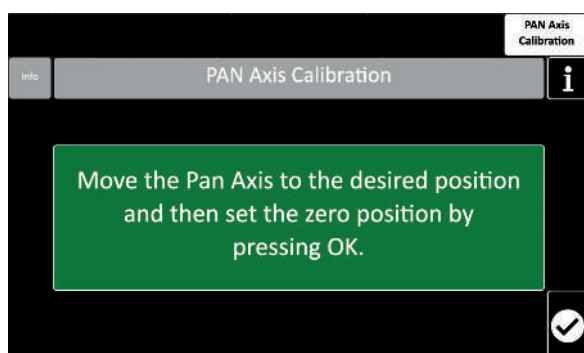 PAN Axis
Calibration
Info
PAN Axis Calibration
i
Move the Pan Axis to the desired position
and then set the zero position by
pressing OK.